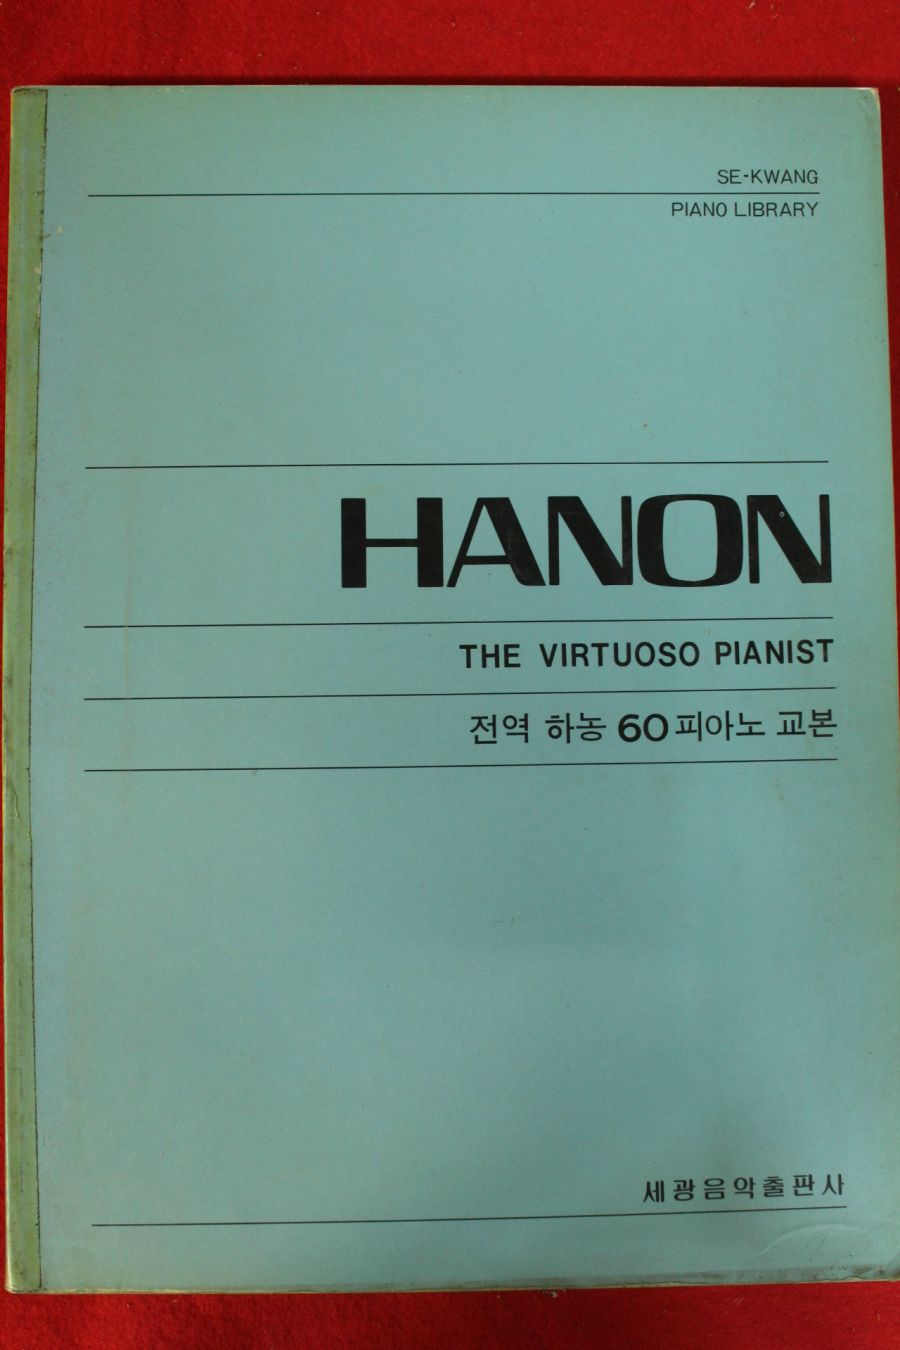 SE-KWANG
PIANO LIBRARY
HANON
THE VIRTUOSO PIANIST
전역 하농 60 피아노 교본
세광음악출판사